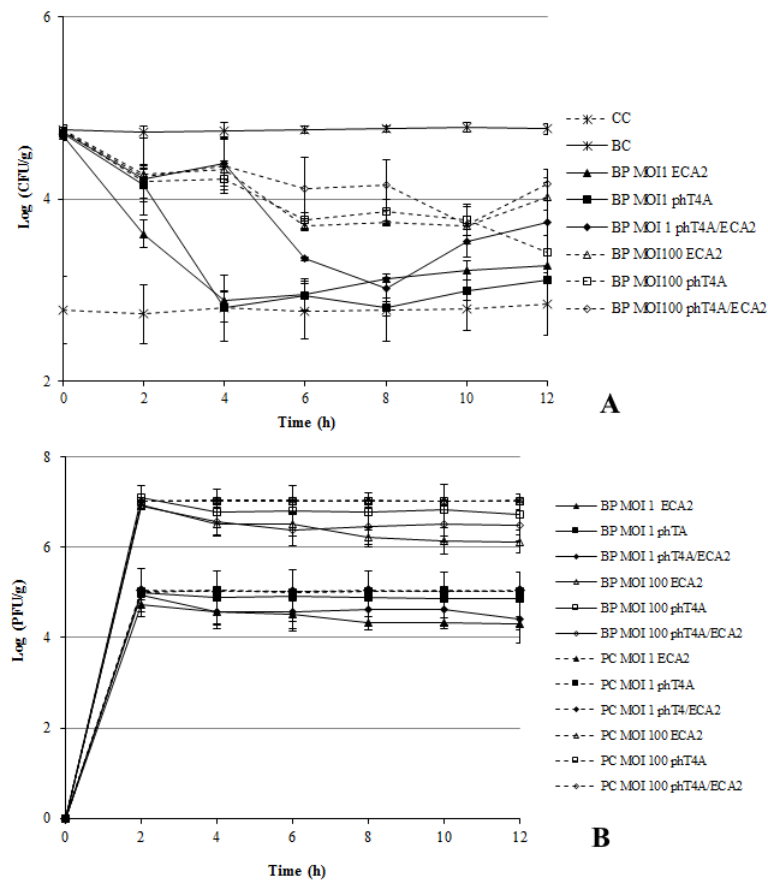 6
4
2
Log (CFU/g)
0 2 4 6 8 10 12
Time (h)
CC
BC
BP MOI1 ECA2
BP MOI1 phT4A
BP MOI 1 phT4A/ECA2
BP MOI100 ECA2
BP MOI100 phT4A
BP MOI100 phT4A/ECA2
A
8
6
4
2
0
Log (PFU/g)
0 2 4 6 8 10 12
Time (h)
BP MOI 1 ECA2
BP MOI 1 phTA
BP MOI 1 phT4A/ECA2
BP MOI 100 ECA2
BP MOI 100 phT4A
BP MOI 100 phT4A/ECA2
PC MOI 1 ECA2
PC MOI 1 phT4A
PC MOI 1 phT4/ECA2
PC MOI 100 ECA2
PC MOI 100 phT4A
PC MOI 100 phT4A/ECA2
B